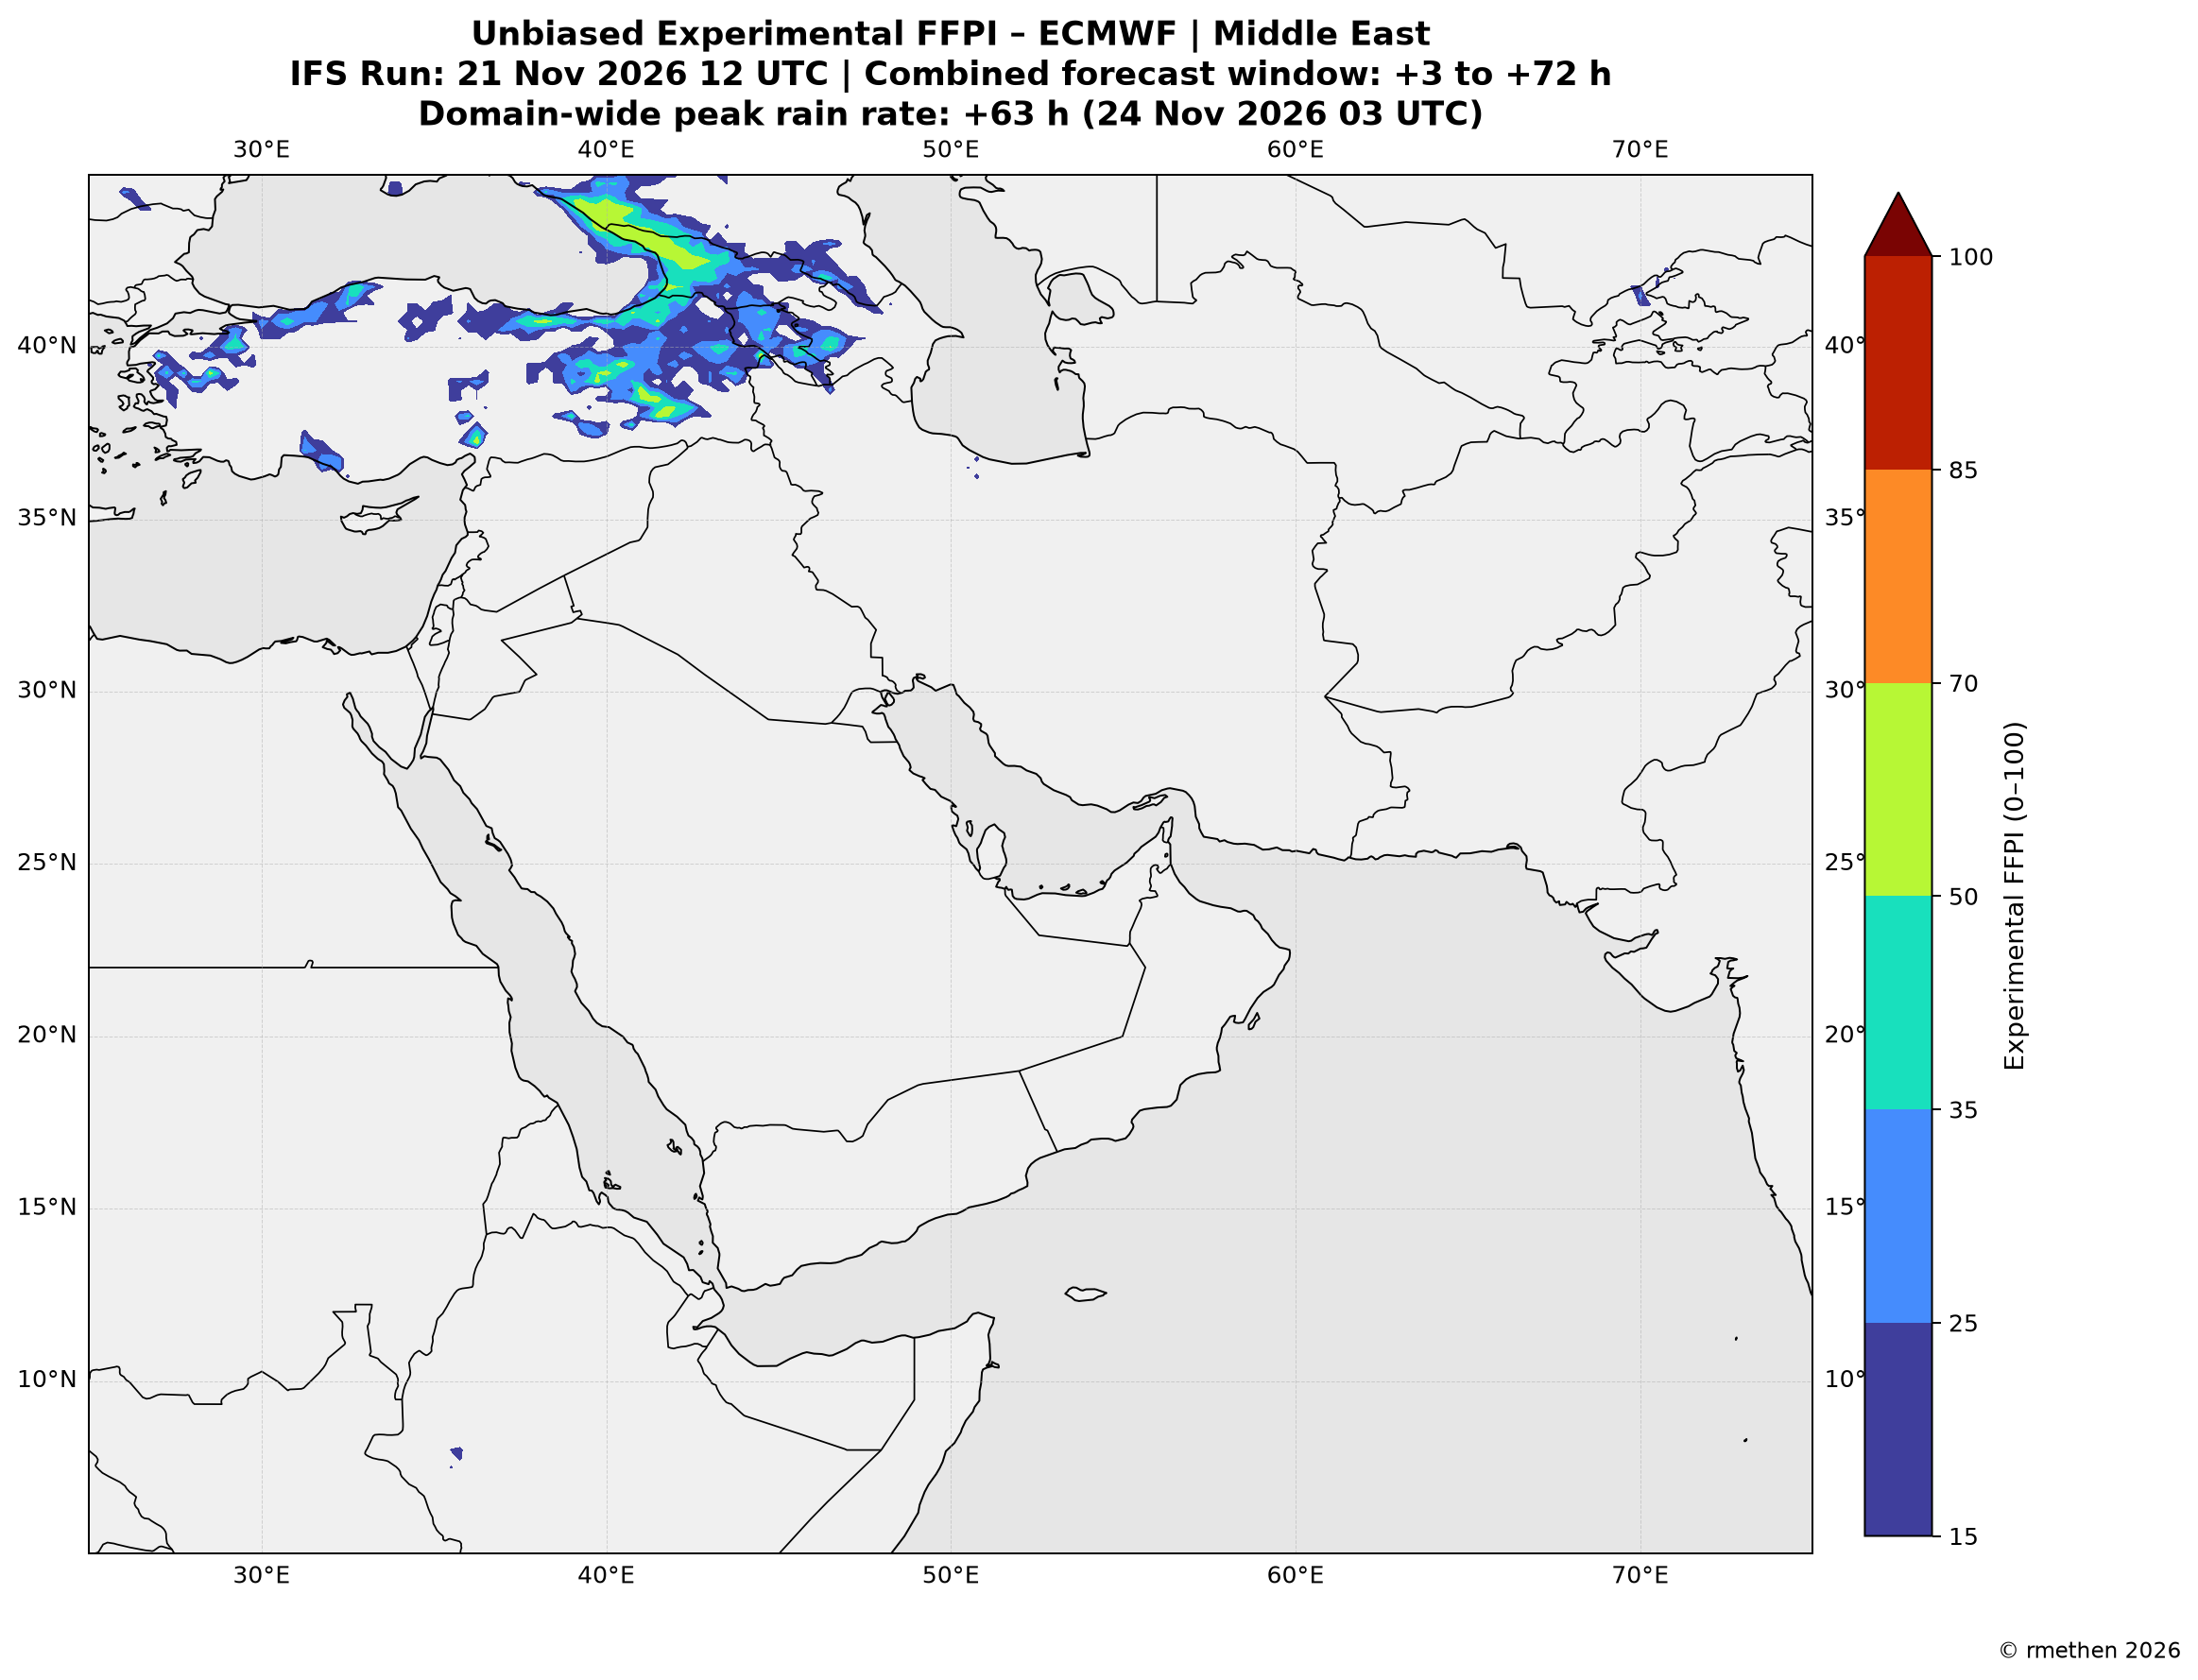 Unbiased Experimental FFPI – ECMWF | Middle East
IFS Run: 21 Nov 2026 12 UTC | Combined forecast window: +3 to +72 h
Domain-wide peak rain rate: +63 h (24 Nov 2026 03 UTC)
30°E 40°E 50°E 60°E 70°E
40°N 40°
35°N 35°
30°N 30°
25°N 25°
20°N 20°
15°N 15°
10°N 10°
30°E 40°E 50°E 60°E 70°E
100
85
70
50
35
25
15
Experimental FFPI (0–100)
© rmethen 2026